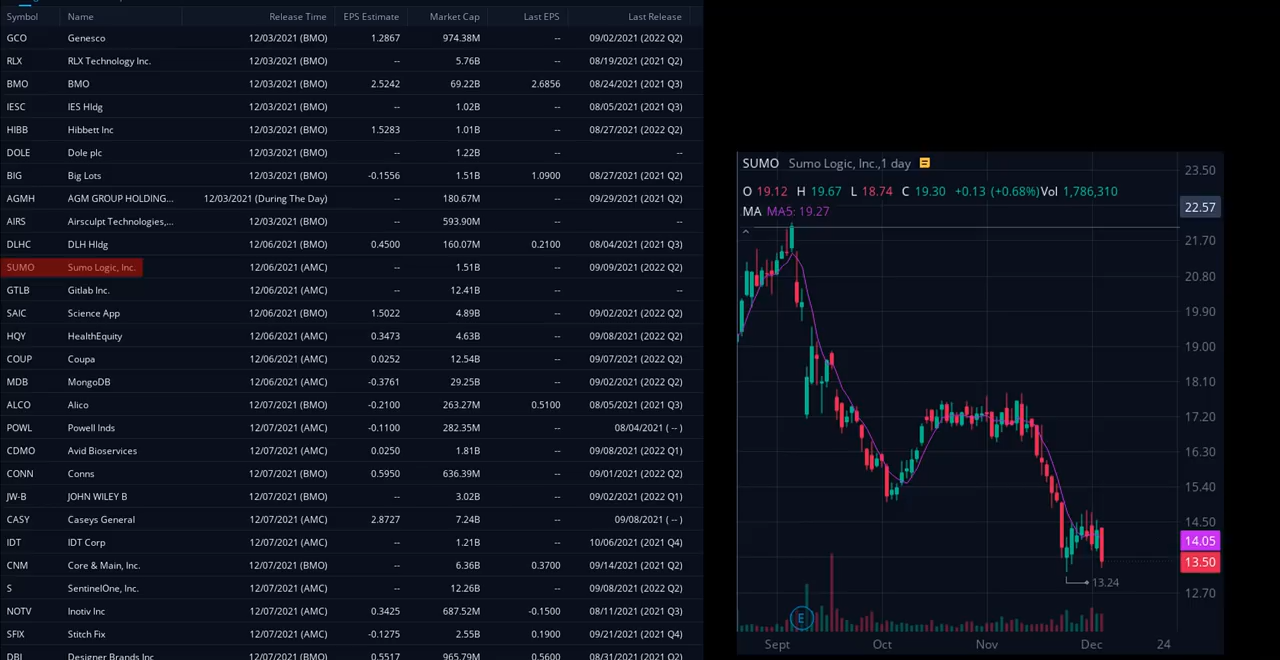 Symbol Name Release Time EPS Estimate Market Cap Last EPS Last Release
GCO Genesco 12/03/2021 (BMO) 1.2867 974.38M -- 09/02/2021 (2022 Q2)
RLX RLX Technology Inc. 12/03/2021 (BMO) -- 5.76B -- 08/19/2021 (2021 Q2)
BMO BMO 12/03/2021 (BMO) 2.5242 69.22B 2.6856 08/24/2021 (2021 Q3)
IESC IES Hldg 12/03/2021 (BMO) -- 1.02B -- 08/05/2021 (2021 Q3)
HIBB Hibbett Inc 12/03/2021 (BMO) 1.5283 1.01B -- 08/27/2021 (2022 Q2)
DOLE Dole plc 12/03/2021 (BMO) -- 1.22B -- --
BIG Big Lots 12/03/2021 (BMO) -0.1556 1.51B 1.0900 08/27/2021 (2021 Q2)
AGMH AGM GROUP HOLDING... 12/03/2021 (During The Day) -- 180.67M -- 09/29/2021 (2021 Q2)
AIRS Airsculpt Technologies,... 12/03/2021 (BMO) -- 593.90M -- --
DLHC DLH Hldg 12/06/2021 (BMO) 0.4500 160.07M 0.2100 08/04/2021 (2021 Q3)
SUMO Sumo Logic, Inc. 12/06/2021 (AMC) -- 1.51B -- 09/09/2021 (2022 Q2)
GTLB Gitlab Inc. 12/06/2021 (AMC) -- 12.41B -- --
SAIC Science App 12/06/2021 (BMO) 1.5022 4.89B -- 09/02/2021 (2022 Q2)
HQY HealthEquity 12/06/2021 (AMC) 0.3473 4.63B -- 09/08/2021 (2022 Q2)
COUP Coupa 12/06/2021 (AMC) 0.0252 12.54B -- 09/07/2021 (2022 Q2)
MDB MongoDB 12/06/2021 (AMC) -0.3761 29.25B -- 09/02/2021 (2022 Q2)
ALCO Alico 12/07/2021 (BMO) -0.2100 263.27M 0.5100 08/05/2021 (2021 Q3)
POWL Powell Inds 12/07/2021 (AMC) -0.1100 282.35M -- 08/04/2021 ( -- )
CDMO Avid Bioservices 12/07/2021 (AMC) 0.0250 1.81B -- 09/08/2021 (2022 Q1)
CONN Conns 12/07/2021 (BMO) 0.5950 636.39M -- 09/01/2021 (2022 Q2)
JW-B JOHN WILEY B 12/07/2021 (BMO) -- 3.02B -- 09/02/2021 (2022 Q1)
CASY Caseys General 12/07/2021 (AMC) 2.8727 7.24B -- 09/08/2021 ( -- )
IDT IDT Corp 12/07/2021 (AMC) -- 1.21B -- 10/06/2021 (2021 Q4)
CNM Core & Main, Inc. 12/07/2021 (BMO) -- 6.36B 0.3700 09/14/2021 (2021 Q2)
S SentinelOne, Inc. 12/07/2021 (AMC) -- 12.26B -- 09/08/2021 (2022 Q2)
NOTV Inotiv Inc 12/07/2021 (AMC) 0.3425 687.52M -0.1500 08/11/2021 (2021 Q3)
SFIX Stitch Fix 12/07/2021 (AMC) -0.1275 2.55B 0.1900 09/21/2021 (2021 Q4)
DBI Designer Brands Inc 12/07/2021 (BMO) 0.5517 965.79M 0.5600 08/31/2021 (2021 Q2)
SUMO Sumo Logic, Inc.,1 day
O 19.12 H 19.67 L 18.74 C 19.30 +0.13 (+0.68%)Vol 1,786,310
MA MA5: 19.27
23.50
22.57
21.70
20.80
19.90
19.00
18.10
17.20
16.30
15.40
14.50
14.05
13.50
13.24
12.70
E
Sept Oct Nov Dec 24